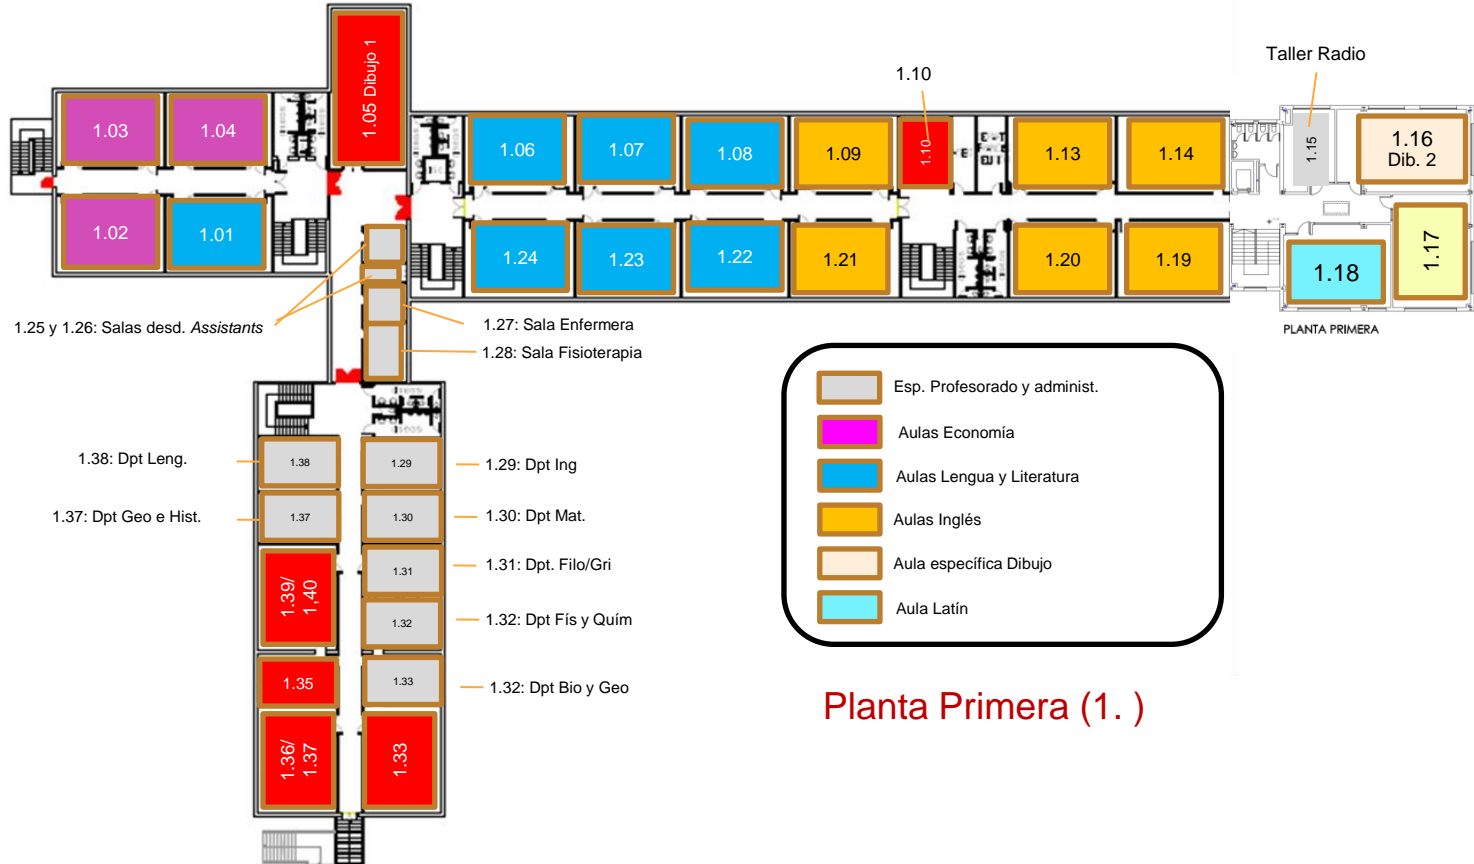 Taller Radio
1.10
1.05 Dibujo 1
1.03
1.04
1.06
1.07
1.08
1.09
1.10
1.13
1.14
1.15
1.16
Dib. 2
1.02
1.01
1.24
1.23
1.22
1.21
1.20
1.19
1.18
1.17
PLANTA PRIMERA
1.25 y 1.26: Salas desd. Assistants
1.27: Sala Enfermera
1.28: Sala Fisioterapia
Esp. Profesorado y administ.
Aulas Economía
Aulas Lengua y Literatura
Aulas Inglés
Aula específica Dibujo
Aula Latín
1.38: Dpt Leng.
1.38
1.29
1.29: Dpt Ing
1.37: Dpt Geo e Hist.
1.37
1.30
1.30: Dpt Mat.
1.39/
1,40
1.31
1.31: Dpt. Filo/Gri
1.32
1.32: Dpt Fís y Quím
1.35
1.33
1.32: Dpt Bio y Geo
1.36/
1.37
1.33
Planta Primera (1. )